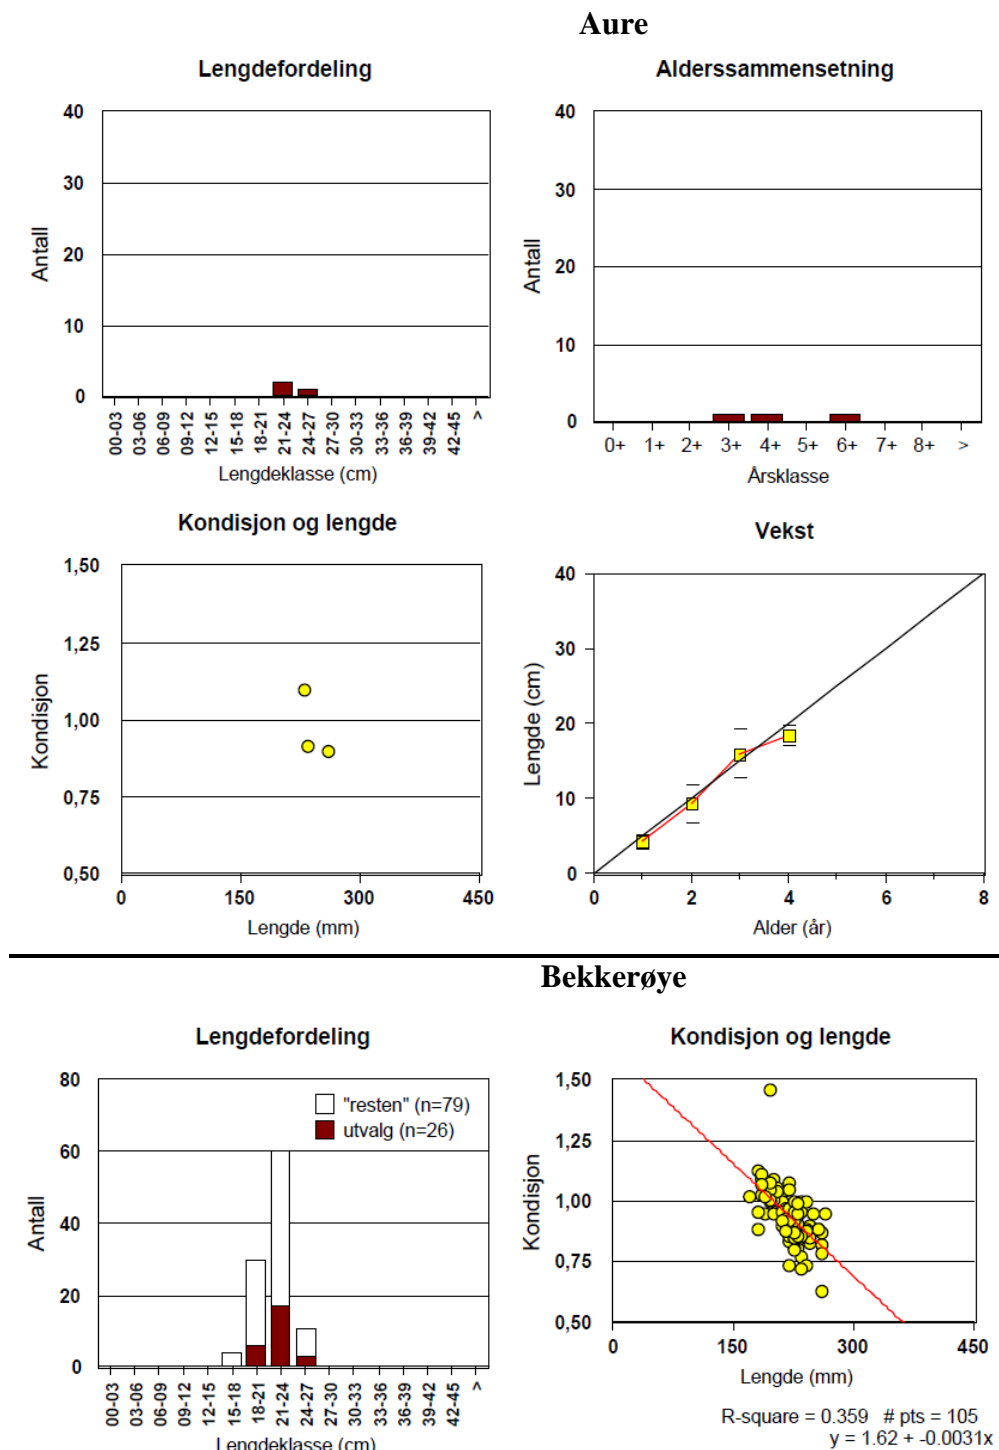 Aure
Lengdefordeling
40
30
20
10
0
Antall
00-03 03-06 06-09 09-12 12-15 15-18 18-21 21-24 24-27 27-30 30-33 33-36 36-39 39-42 42-45 >
Lengdeklasse (cm)
Alderssammensetning
40
30
20
10
0
Antall
0+ 1+ 2+ 3+ 4+ 5+ 6+ 7+ 8+ >
Årsklasse
Kondisjon og lengde
1,50
1,25
1,00
0,75
0,50
Kondisjon
0 150 300 450
Lengde (mm)
Vekst
40
30
20
10
0
Lengde (cm)
0 2 4 6 8
Alder (år)
Bekkerøye
Lengdefordeling
80
60
40
20
0
Antall
"resten" (n=79)
utvalg (n=26)
00-03 03-06 06-09 09-12 12-15 15-18 18-21 21-24 24-27 27-30 30-33 33-36 36-39 39-42 42-45 >
Lengdeklasse (cm)
Kondisjon og lengde
1,50
1,25
1,00
0,75
0,50
Kondisjon
0 150 300 450
Lengde (mm)
R-square = 0.359 # pts = 105
y = 1.62 + -0.0031x